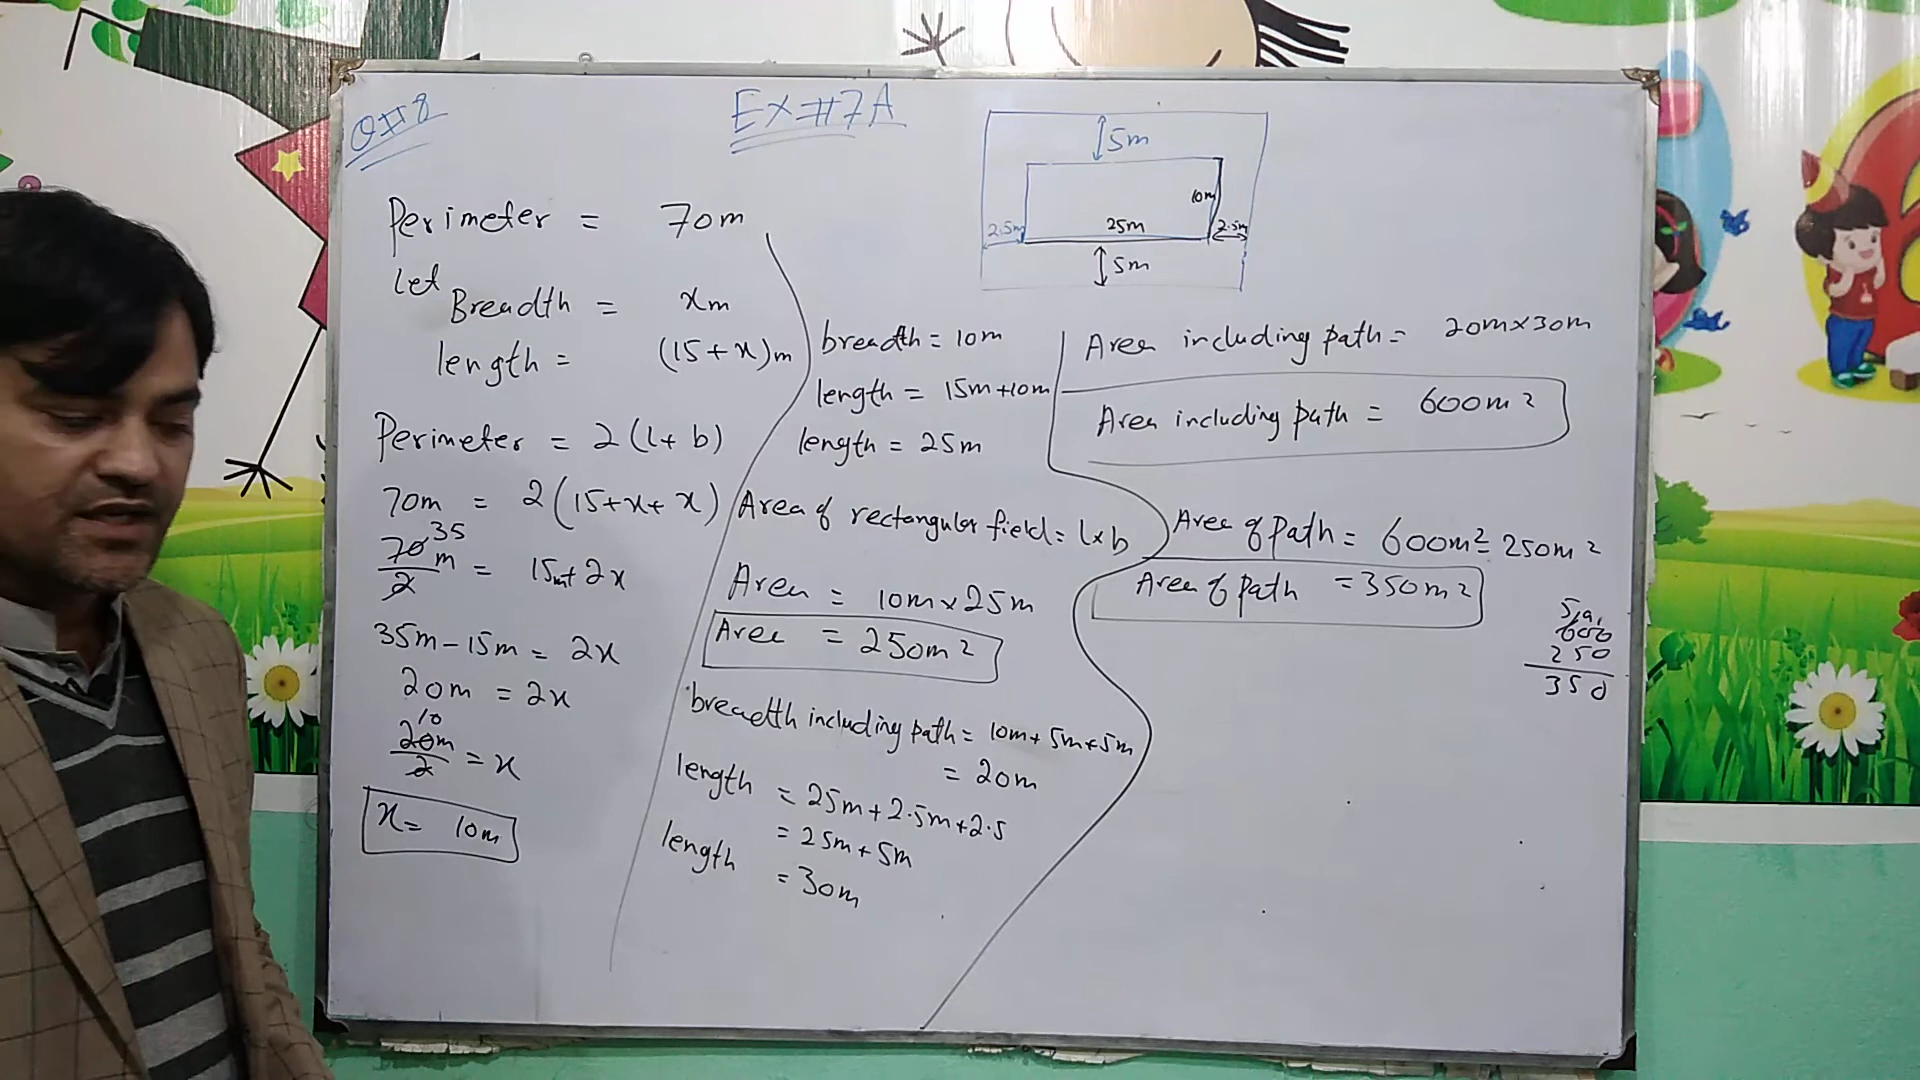 Q#8
EX#7A
Perimeter = 70m
Let
Breadth = xm
length = (15+x)m
Perimeter = 2(l+b)
70m = 2(15+x+x)
35
70m/2 = 15m+2x
35m-15m = 2x
20m = 2x
10
20m/2 = x
x= 10m
breadth = 10m
length = 15m+10m
length = 25m
Area of rectangular field = l×b
Area = 10m×25m
Area = 250m²
breadth including path = 10m+5m+5m
= 20m
length = 25m+2.5m+2.5
= 25m+5m
length = 30m
5m
10m
2.5m 25m 2.5m
5m
Area including path = 20m×30m
Area including path = 600m²
Area of Path = 600m²-250m²
Area of path = 350m²
600
250
350